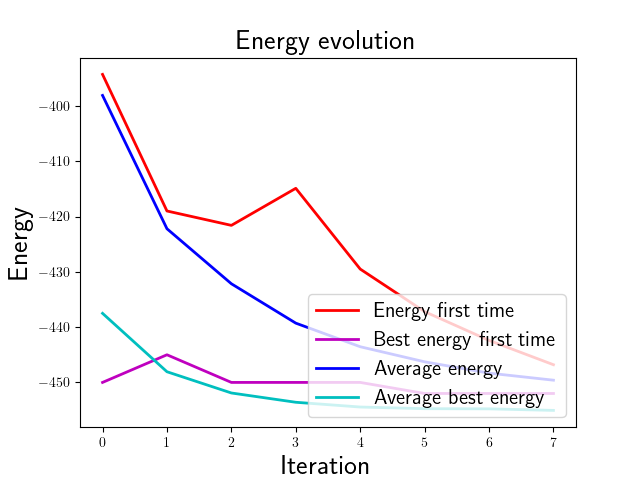 Energy evolution
Energy
−400
−410
−420
−430
−440
−450
Energy first time
Best energy first time
Average energy
Average best energy
0 1 2 3 4 5 6 7
Iteration